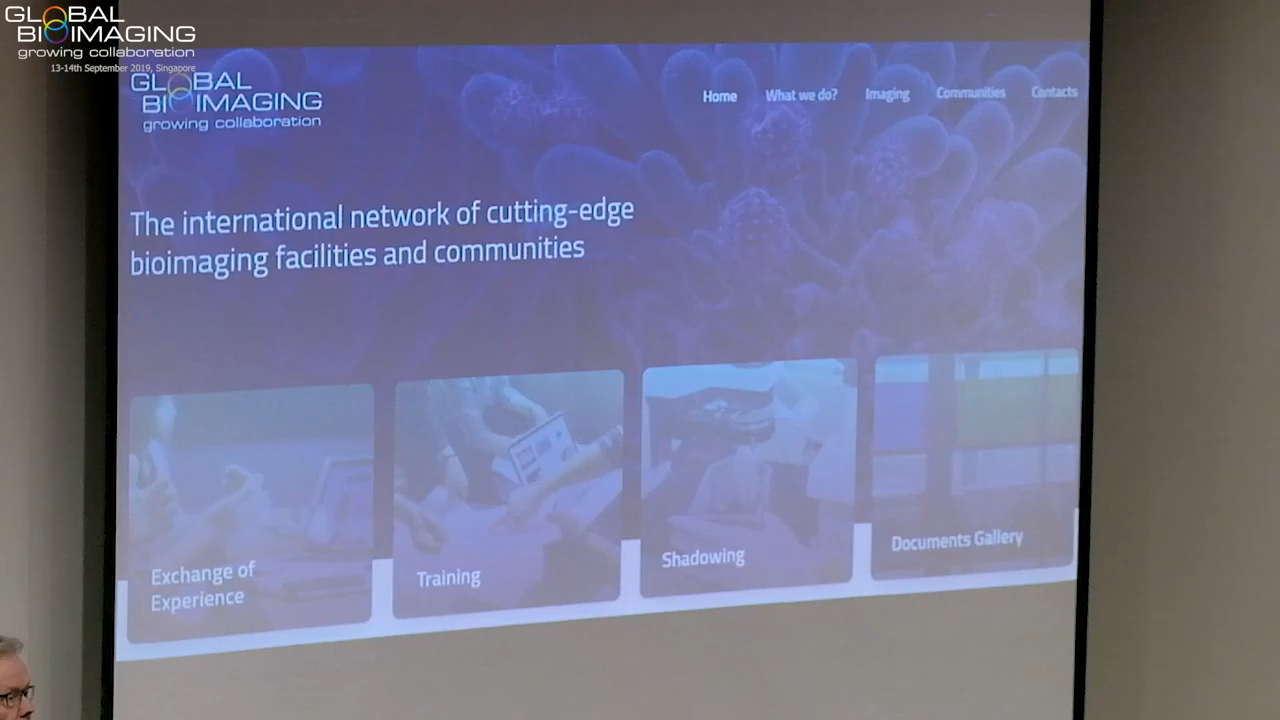 GLOBAL
BIOIMAGING
growing collaboration
13-14th September 2019, Singapore
GLOBAL
BIOIMAGING
growing collaboration
Home What we do? Imaging Communities Contacts
The international network of cutting-edge
bioimaging facilities and communities
Exchange of
Experience
Training
Shadowing
Documents Gallery